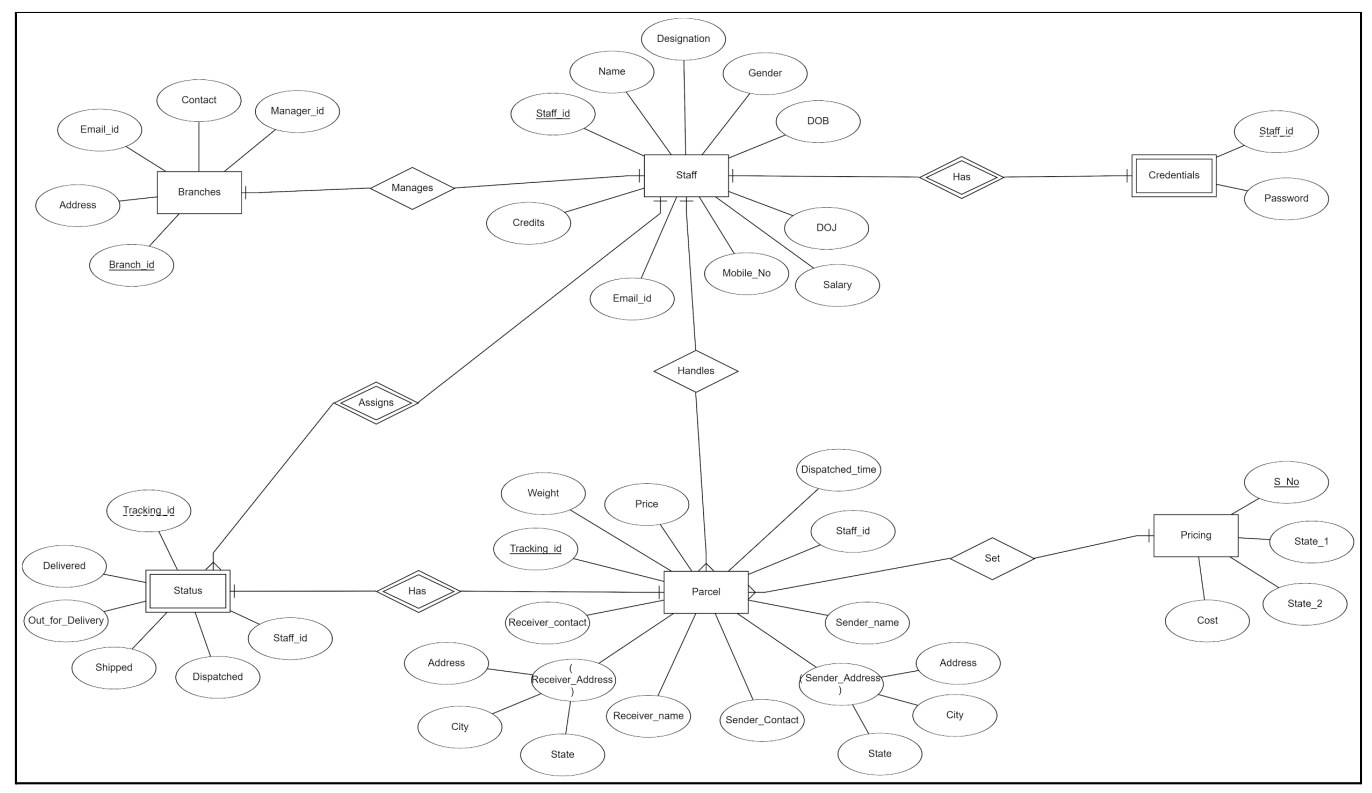 Designation
Name
Gender
Contact
Manager_id
Staff_id
DOB
Email_id
Staff_id
Branches
Manages
Staff
Has
Credentials
Address
Credits
DOJ
Password
Branch_id
Email_id
Mobile_No
Salary
Handles
Assigns
Dispatched_time
Weight
Price
S_No
Tracking_id
Staff_id
Tracking_id
State_1
Pricing
Set
Delivered
Status
Has
Parcel
State_2
Out_for_Delivery
Staff_id
Receiver_contact
Sender_name
Cost
Shipped
Dispatched
Address
(
Receiver_Address
)
( Sender_Address
)
Address
City
Receiver_name
Sender_Contact
City
State
State